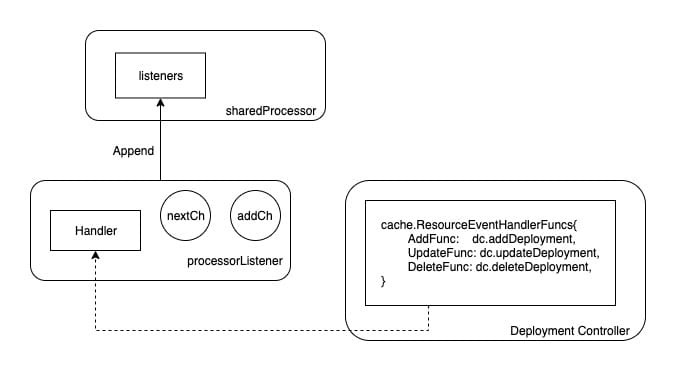 listeners
sharedProcessor
Append
nextCh
addCh
Handler
processorListener
cache.ResourceEventHandlerFuncs{
AddFunc:    dc.addDeployment,
UpdateFunc: dc.updateDeployment,
DeleteFunc: dc.deleteDeployment,
}
Deployment Controller